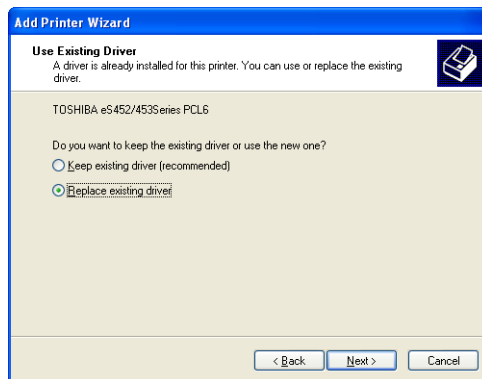 Add Printer Wizard
Use Existing Driver
A driver is already installed for this printer. You can use or replace the existing
driver.
TOSHIBA eS452/453Series PCL6
Do you want to keep the existing driver or use the new one?
Keep existing driver (recommended)
Replace existing driver
< Back
Next >
Cancel